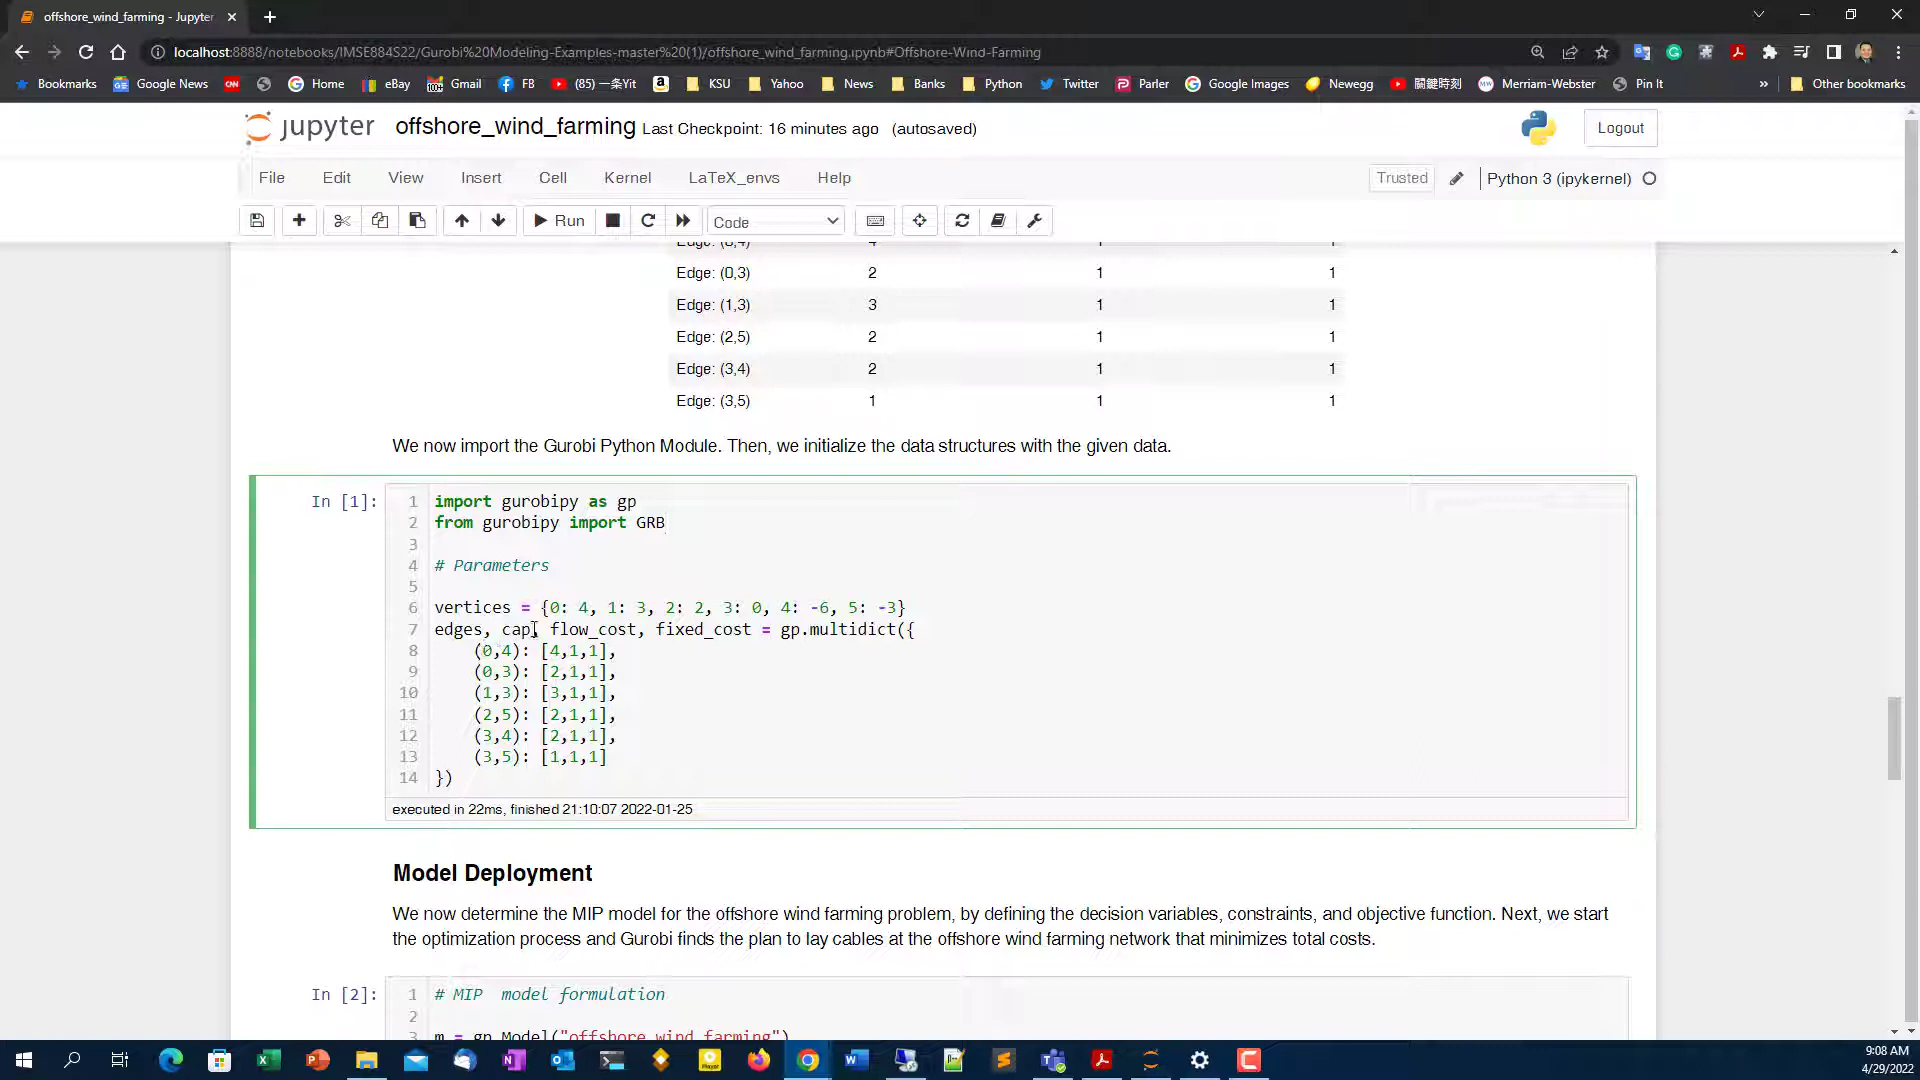 offshore_wind_farming - Jupyter
localhost:8888/notebooks/IMSE884S22/Gurobi%20Modeling-Examples-master%20(1)/offshore_wind_farming.ipynb#Offshore-Wind-Farming
Bookmarks Google News Home eBay Gmail FB (85) 一条Yit KSU Yahoo News Banks Python Twitter Parler Google Images Newegg 關鍵時刻 Merriam-Webster Pin It » Other bookmarks
jupyter offshore_wind_farming Last Checkpoint: 16 minutes ago (autosaved) Logout
File Edit View Insert Cell Kernel LaTeX_envs Help Trusted Python 3 (ipykernel)
Run Code
Edge: (0,4) 4 1 1
Edge: (0,3) 2 1 1
Edge: (1,3) 3 1 1
Edge: (2,5) 2 1 1
Edge: (3,4) 2 1 1
Edge: (3,5) 1 1 1
We now import the Gurobi Python Module. Then, we initialize the data structures with the given data.
In [1]: 1 import gurobipy as gp
2 from gurobipy import GRB
3
4 # Parameters
5
6 vertices = {0: 4, 1: 3, 2: 2, 3: 0, 4: -6, 5: -3}
7 edges, cap, flow_cost, fixed_cost = gp.multidict({
8 (0,4): [4,1,1],
9 (0,3): [2,1,1],
10 (1,3): [3,1,1],
11 (2,5): [2,1,1],
12 (3,4): [2,1,1],
13 (3,5): [1,1,1]
14 })
executed in 22ms, finished 21:10:07 2022-01-25
Model Deployment
We now determine the MIP model for the offshore wind farming problem, by defining the decision variables, constraints, and objective function. Next, we start
the optimization process and Gurobi finds the plan to lay cables at the offshore wind farming network that minimizes total costs.
In [2]: 1 # MIP model formulation
2
3 m = gp.Model("offshore_wind_farming")
9:08 AM
4/29/2022